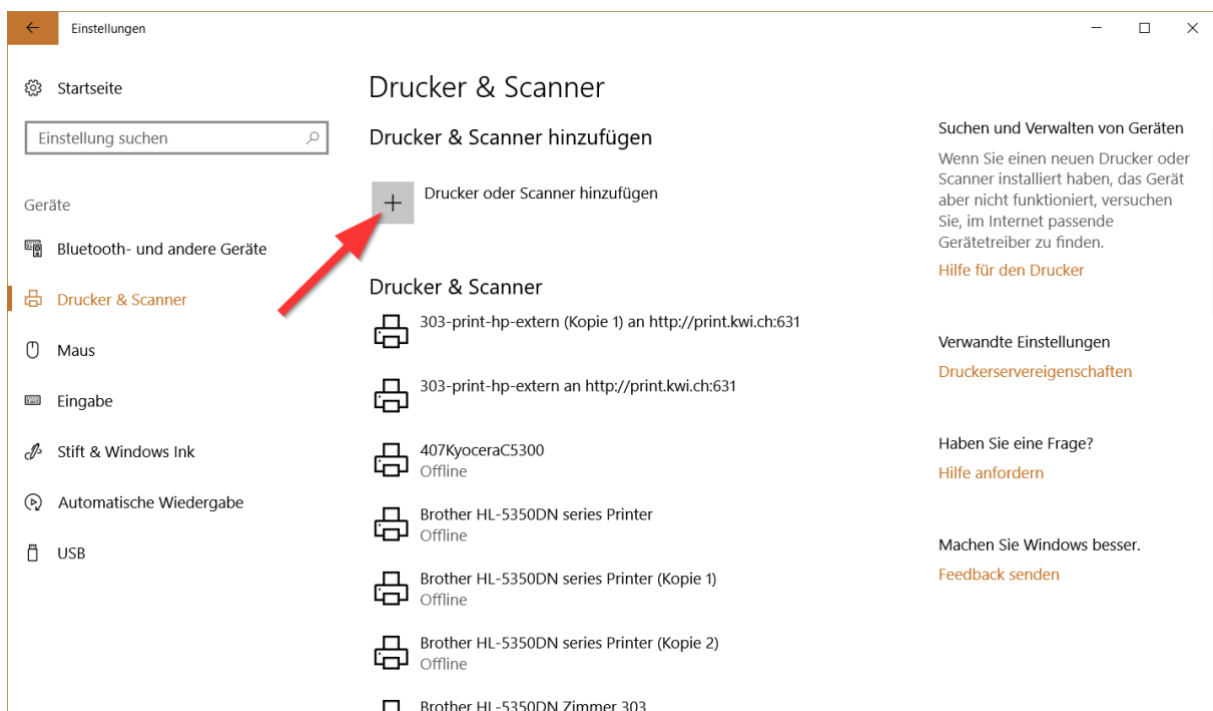 Einstellungen
Startseite
Einstellung suchen
Geräte
Bluetooth- und andere Geräte
Drucker & Scanner
Maus
Eingabe
Stift & Windows Ink
Automatische Wiedergabe
USB
Drucker & Scanner
Drucker & Scanner hinzufügen
Drucker oder Scanner hinzufügen
Drucker & Scanner
303-print-hp-extern (Kopie 1) an http://print.kwi.ch:631
303-print-hp-extern an http://print.kwi.ch:631
407KyoceraC5300
Offline
Brother HL-5350DN series Printer
Offline
Brother HL-5350DN series Printer (Kopie 1)
Offline
Brother HL-5350DN series Printer (Kopie 2)
Offline
Brother HL-5350DN Zimmer 303
Suchen und Verwalten von Geräten
Wenn Sie einen neuen Drucker oder
Scanner installiert haben, das Gerät
aber nicht funktioniert, versuchen
Sie, im Internet passende
Gerätetreiber zu finden.
Hilfe für den Drucker
Verwandte Einstellungen
Druckerservereigenschaften
Haben Sie eine Frage?
Hilfe anfordern
Machen Sie Windows besser.
Feedback senden